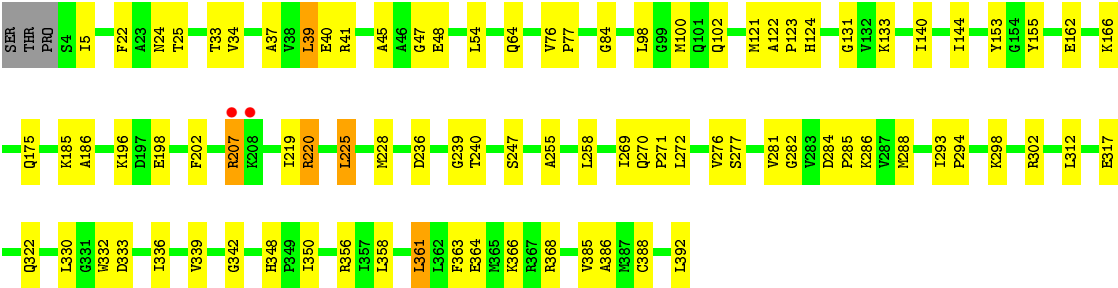 SER THR PRO S4 I5 F22 A23 N24 T25 T33 V34 A37 V38 L39 E40 R41 A45 A46 G47 E48 L54 Q64 V76 P77 G84 L98 G99 M100 Q101 Q102 M121 A122 P123 H124 G131 V132 K133 I140 I144 Y153 G154 Y155 E162 K166
Q175 K185 A186 K196 D197 E198 F202 R207 K208 I219 R220 L225 M228 D236 G239 T240 S247 A255 L258 I269 Q270 P271 L272 V276 S277 V281 G282 V283 D284 P285 K286 V287 M288 I293 P294 K298 R302 L312 E317
Q322 L330 G331 W332 D333 I336 V339 G342 H348 P349 I350 R356 I357 L358 L361 L362 F363 E364 M365 K366 R367 R368 V385 A386 M387 C388 L392